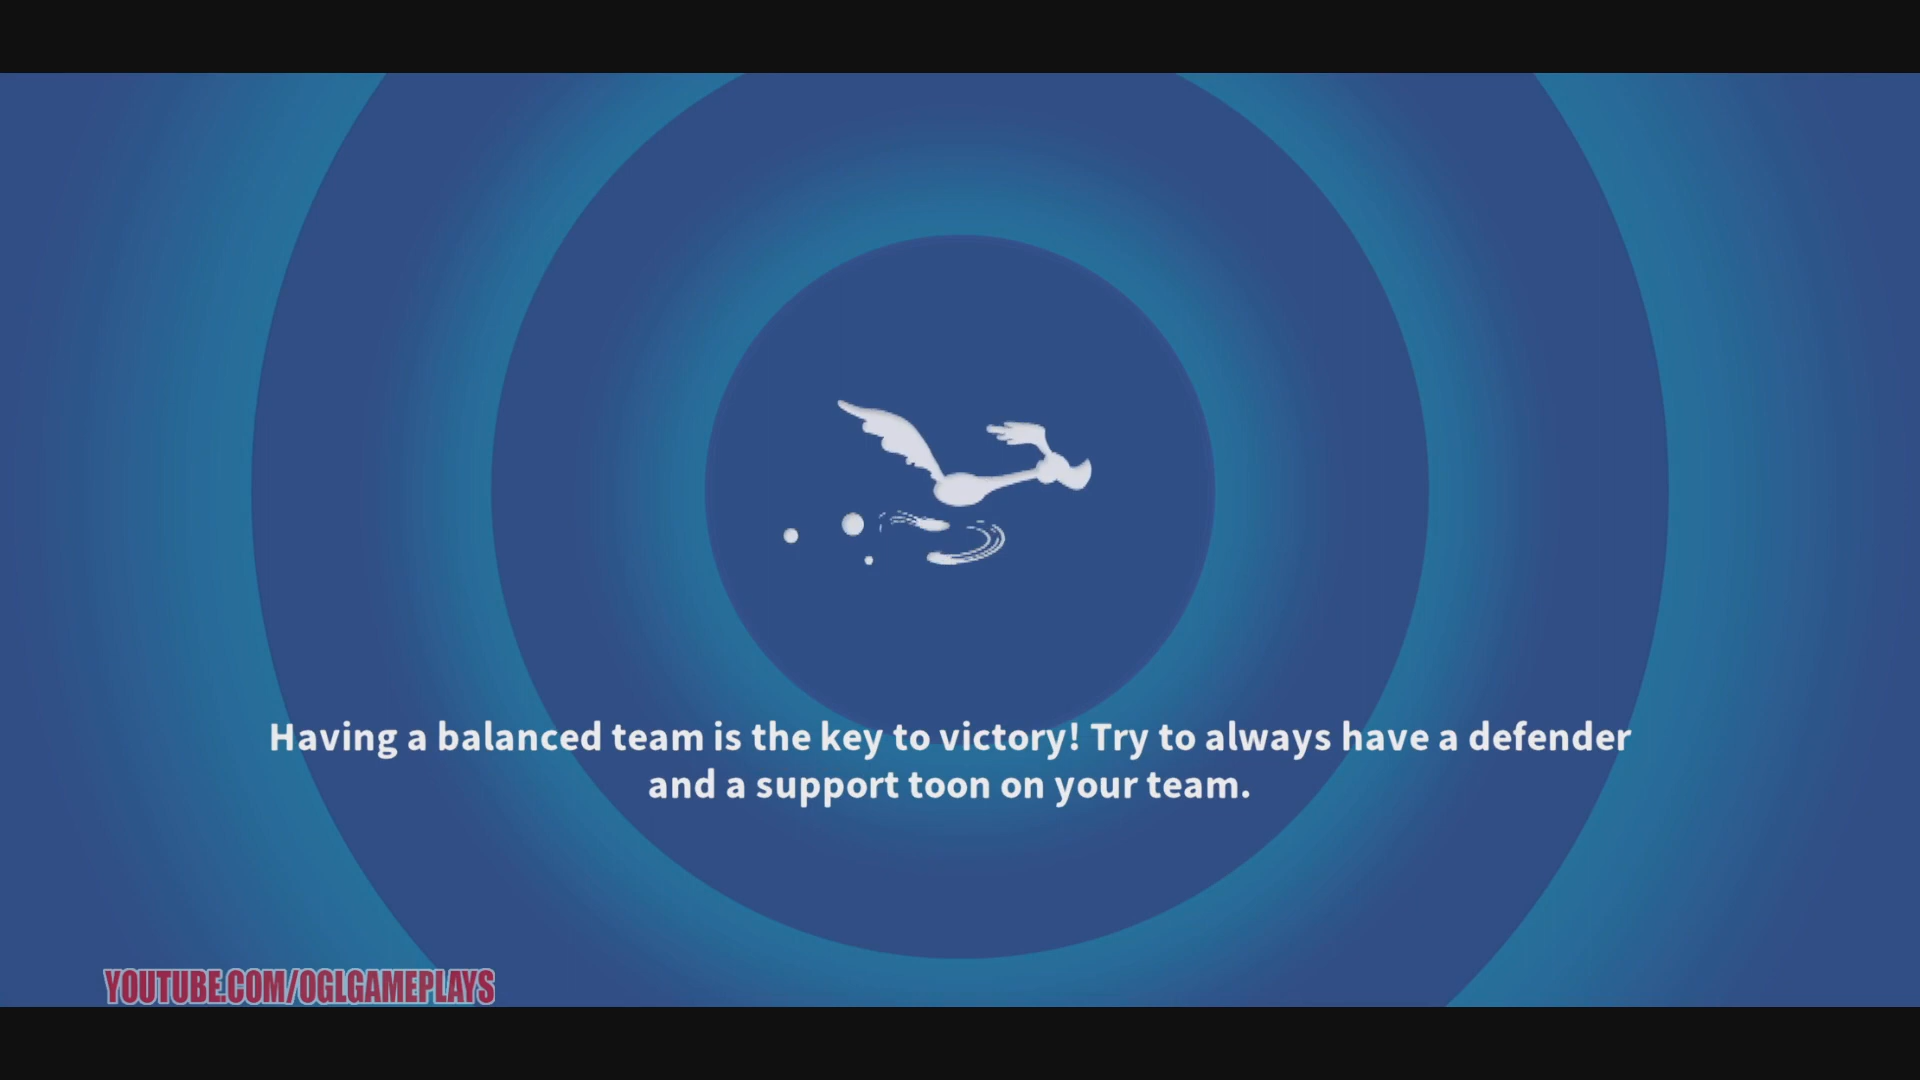 Having a balanced team is the key to victory! Try to always have a defender
and a support toon on your team.
YOUTUBE.COM/OGLGAMEPLAYS